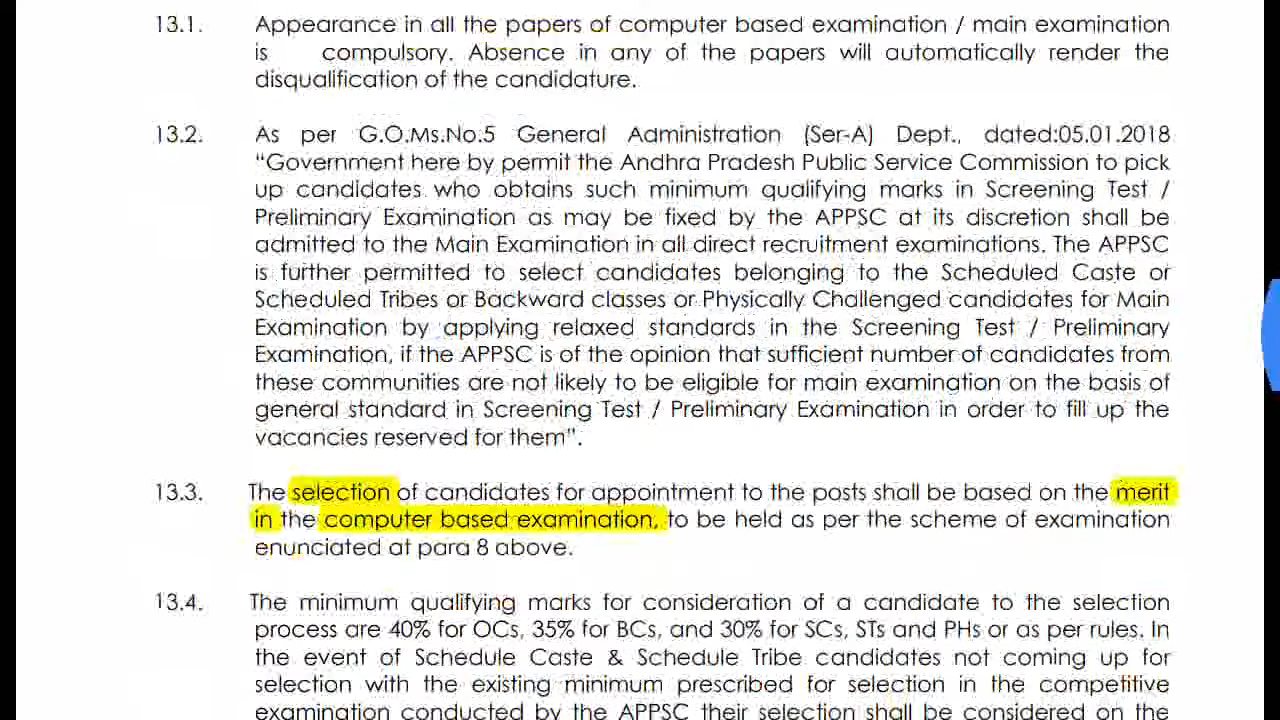 13.1. Appearance in all the papers of computer based examination / main examination
is compulsory. Absence in any of the papers will automatically render the
disqualification of the candidature.
13.2. As per G.O.Ms.No.5 General Administration (Ser-A) Dept., dated:05.01.2018
“Government here by permit the Andhra Pradesh Public Service Commission to pick
up candidates who obtains such minimum qualifying marks in Screening Test /
Preliminary Examination as may be fixed by the APPSC at its discretion shall be
admitted to the Main Examination in all direct recruitment examinations. The APPSC
is further permitted to select candidates belonging to the Scheduled Caste or
Scheduled Tribes or Backward classes or Physically Challenged candidates for Main
Examination by applying relaxed standards in the Screening Test / Preliminary
Examination, if the APPSC is of the opinion that sufficient number of candidates from
these communities are not likely to be eligible for main examination on the basis of
general standard in Screening Test / Preliminary Examination in order to fill up the
vacancies reserved for them”.
13.3. The selection of candidates for appointment to the posts shall be based on the merit
in the computer based examination, to be held as per the scheme of examination
enunciated at para 8 above.
13.4. The minimum qualifying marks for consideration of a candidate to the selection
process are 40% for OCs, 35% for BCs, and 30% for SCs, STs and PHs or as per rules. In
the event of Schedule Caste & Schedule Tribe candidates not coming up for
selection with the existing minimum prescribed for selection in the competitive
examination conducted by the APPSC their selection shall be considered on the